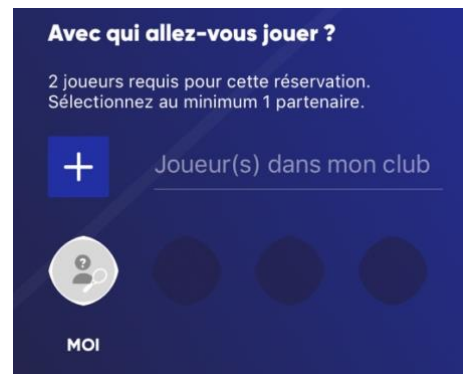 Avec qui allez-vous jouer ?
2 joueurs requis pour cette réservation.
Sélectionnez au minimum 1 partenaire.
Joueur(s) dans mon club
MOI